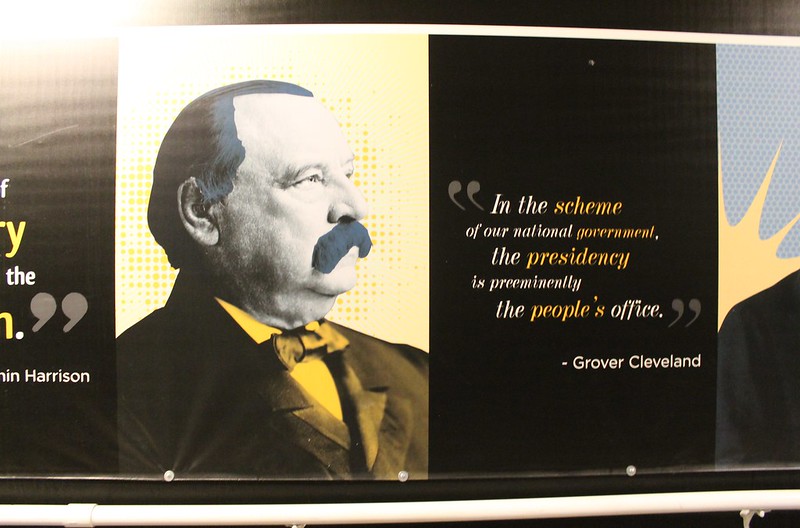 f
ry
the
n.”
nin Harrison
“In the scheme
of our national government,
the presidency
is preeminently
the people's office.”
- Grover Cleveland